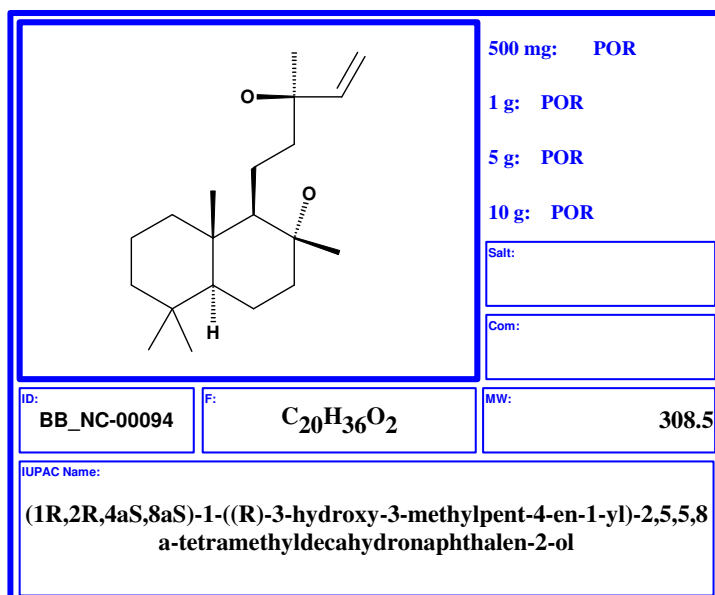 O
O
H
500 mg: POR
1 g: POR
5 g: POR
10 g: POR
Salt:
Com:
ID:
BB_NC-00094
F:
C20H36O2
MW:
308.5
IUPAC Name:
(1R,2R,4aS,8aS)-1-((R)-3-hydroxy-3-methylpent-4-en-1-yl)-2,5,5,8
a-tetramethyldecahydronaphthalen-2-ol